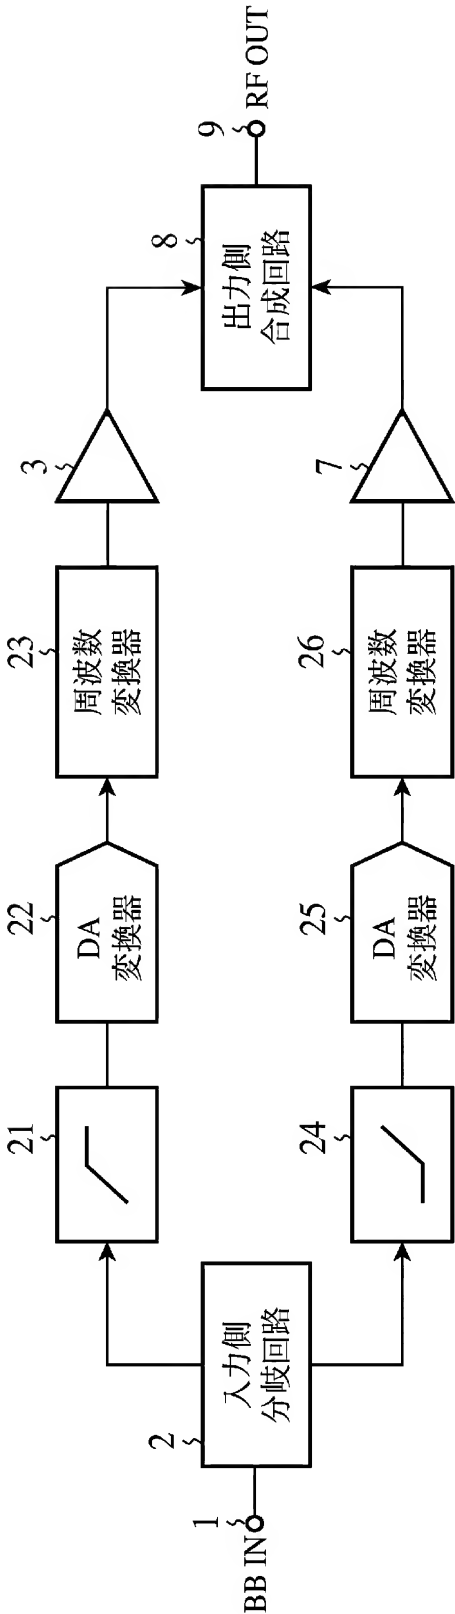 BB IN
1
2
入力側
分岐回路
21
22
DA
変換器
23
周波数
変換器
3
24
25
DA
変換器
26
周波数
変換器
7
8
出力側
合成回路
9
RF OUT